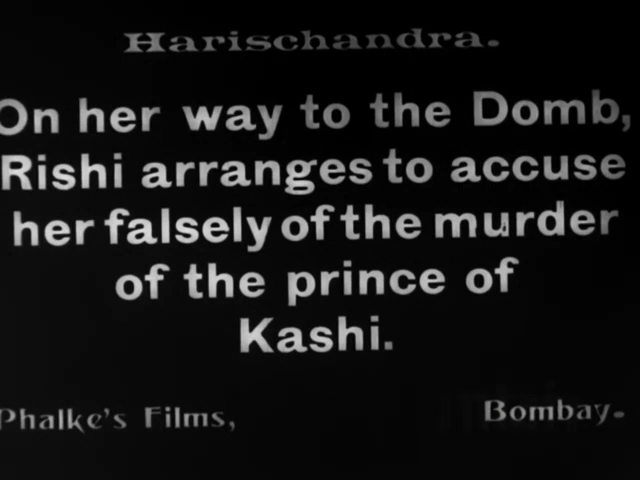 Harischandra.
On her way to the Domb,
Rishi arranges to accuse
her falsely of the murder
of the prince of
Kashi.
Phalke's Films,
Bombay.